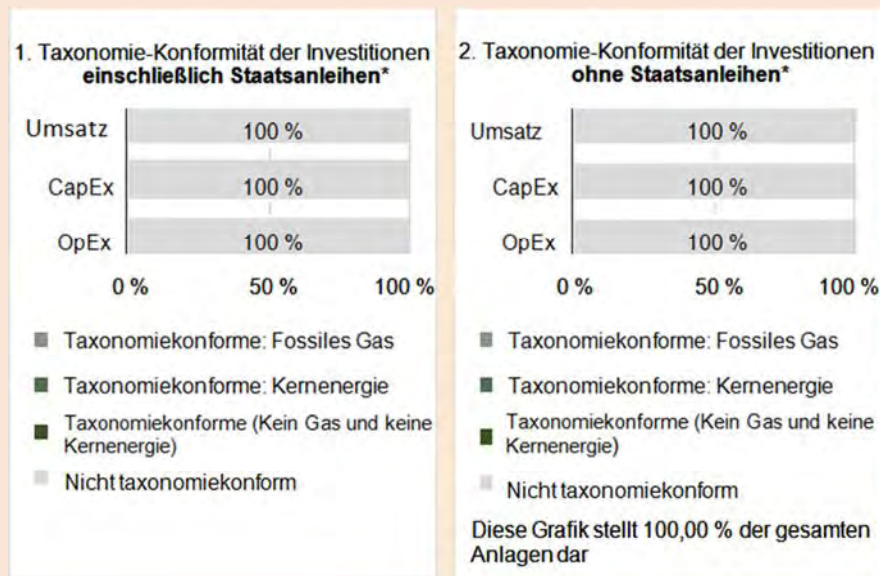 1. Taxonomie-Konformität der Investitionen
einschließlich Staatsanleihen*
Umsatz 100 %
CapEx 100 %
OpEx 100 %
0 % 50 % 100 %
Taxonomiekonforme: Fossiles Gas
Taxonomiekonforme: Kernenergie
Taxonomiekonforme (Kein Gas und keine
Kernenergie)
Nicht taxonomiekonform
2. Taxonomie-Konformität der Investitionen
ohne Staatsanleihen*
Umsatz 100 %
CapEx 100 %
OpEx 100 %
0 % 50 % 100 %
Taxonomiekonforme: Fossiles Gas
Taxonomiekonforme: Kernenergie
Taxonomiekonforme (Kein Gas und keine
Kernenergie)
Nicht taxonomiekonform
Diese Grafik stellt 100,00 % der gesamten
Anlagen dar